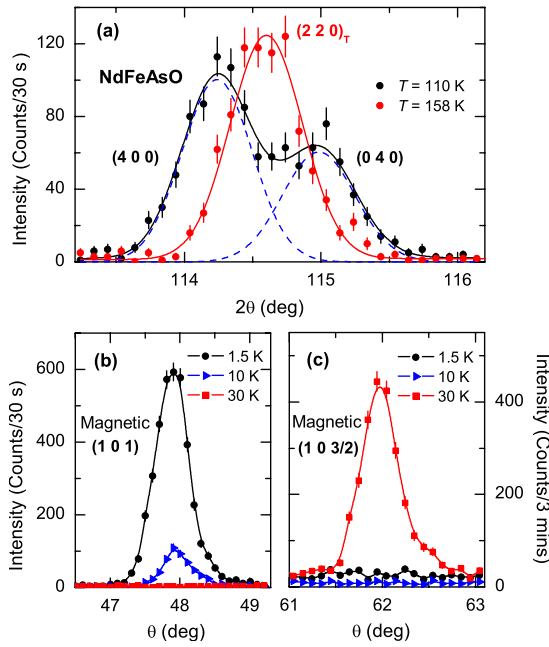 (a)
(2 2 0)T
NdFeAsO
T = 110 K
T = 158 K
(4 0 0)
(0 4 0)
Intensity (Counts/30 s)
0
40
80
120
114
115
116
2θ (deg)
(b)
1.5 K
10 K
30 K
Magnetic
(1 0 1)
Intensity (Counts/30 s)
0
200
400
600
47
48
49
θ (deg)
(c)
1.5 K
10 K
30 K
Magnetic
(1 0 3/2)
Intensity (Counts/3 mins)
0
200
400
61
62
63
θ (deg)